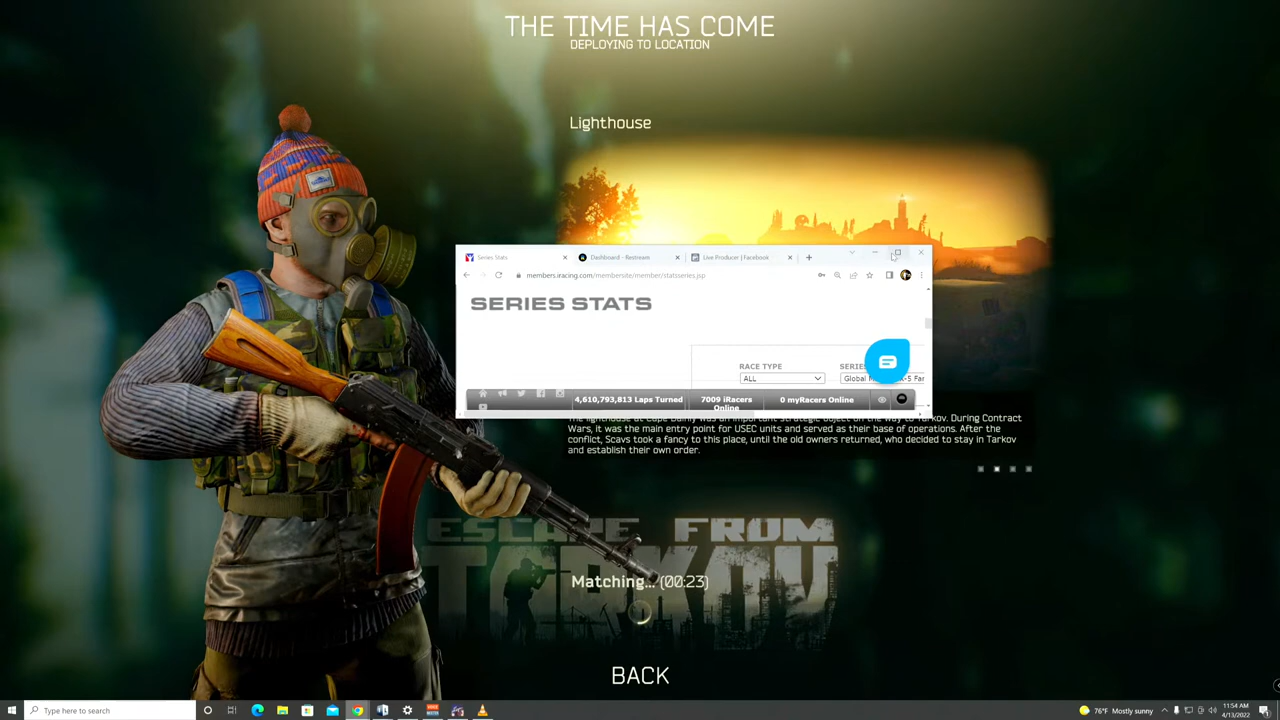 THE TIME HAS COME
DEPLOYING TO LOCATION
Lighthouse
Series Stats
Dashboard - Restream
Live Producer | Facebook
members.iracing.com/membersite/member/statsseries.jsp
SERIES STATS
RACE TYPE
SERIES
ALL
4,610,793,813 Laps Turned
7009 iRacers
Online
0 myRacers Online
Wars, it was the main entry point for USEC units and served as their base of operations. After the
conflict, Scavs took a fancy to this place, until the old owners returned, who decided to stay in Tarkov
and establish their own order.
ESCAPE FROM
TARKOV
Matching... (00:23)
BACK
Type here to search
76°F Mostly sunny
11:54 AM
4/13/2022